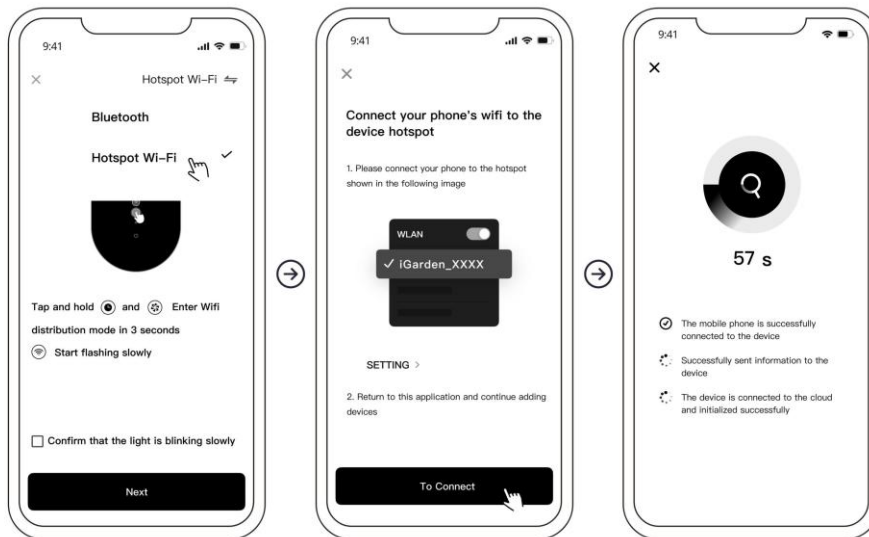 9:41
Hotspot Wi-Fi
Bluetooth
Hotspot Wi-Fi
Tap and hold and Enter Wifi
distribution mode in 3 seconds
Start flashing slowly
Confirm that the light is blinking slowly
Next
9:41
Connect your phone's wifi to the
device hotspot
1. Please connect your phone to the hotspot
shown in the following image
WLAN
iGarden_XXXX
SETTING >
2. Return to this application and continue adding
devices
To Connect
9:41
57 s
The mobile phone is successfully
connected to the device
Successfully sent information to the
device
The device is connected to the cloud
and initialized successfully